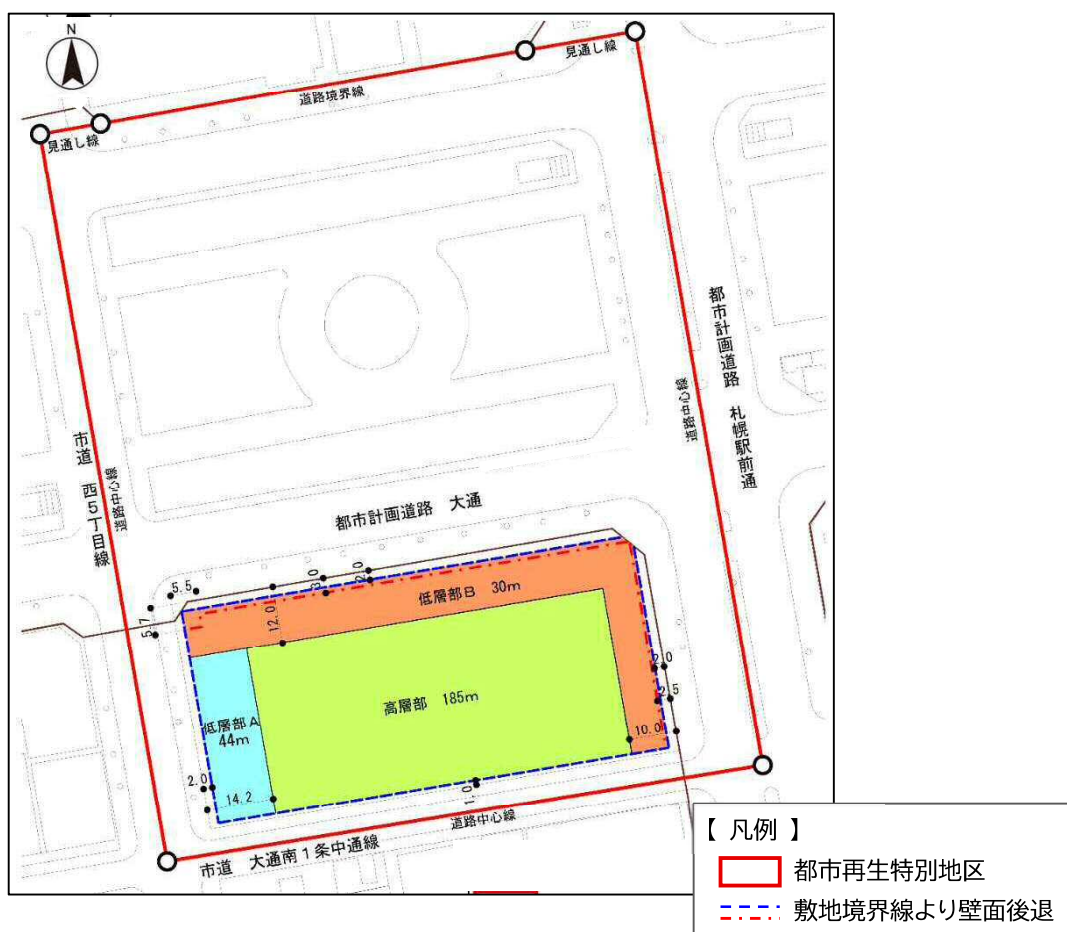 N
見通し線
道路境界線
見通し線
都市計画道路 札幌駅前通
道路中心線
市道 西5丁目線
道路中心線
都市計画道路 大通
5.5
3.0
2.0
5.7
12.0
低層部B 30m
高層部 185m
低層部A
44m
2.0
2.5
10.0
2.0
14.2
1.0
道路中心線
市道 大通南1条中通線
【 凡例 】
都市再生特別地区
敷地境界線より壁面後退